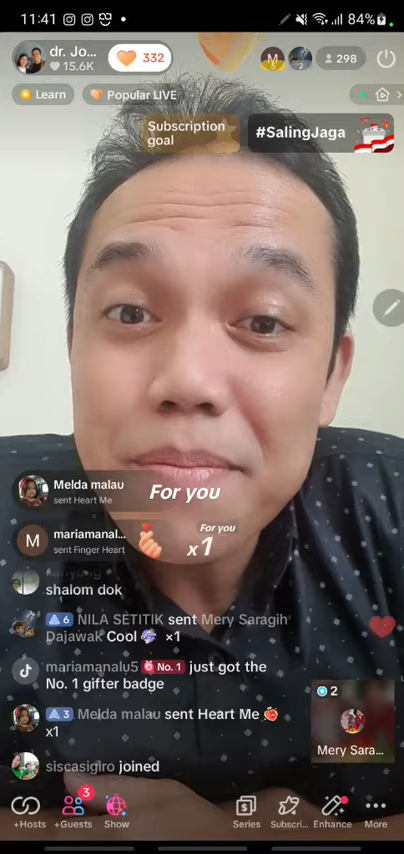 11:41
84%
dr. Jo...
15.6K
332
M
5
2
298
Learn
Popular LIVE
Subscription
goal
#SalingJaga
Melda malau
sent Heart Me
For you
M
mariamanal...
sent Finger Heart
For you
x1
shalom dok
6 NILA SETITIK sent Mery Saragih
Dajawak Cool x1
mariamanalu5 No. 1 just got the
No. 1 gifter badge
3 Melda malau sent Heart Me
x1
siscasigiro joined
2
Mery Sara...
3
+Hosts
+Guests
Show
Series
Subscri...
Enhance
More